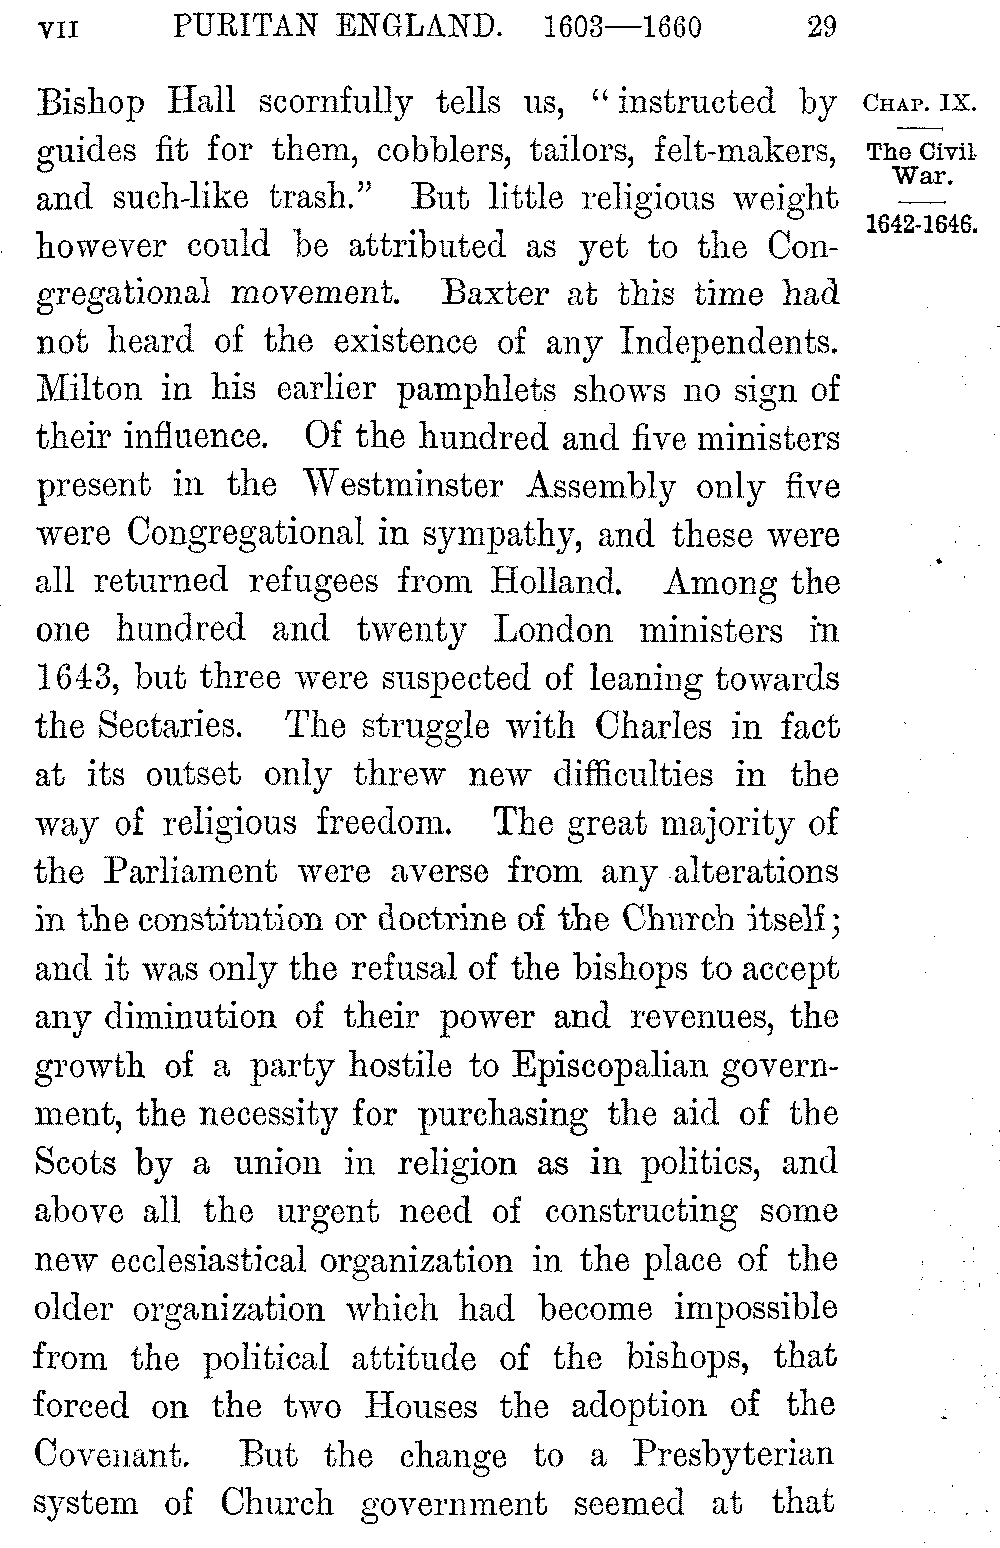 VII PURITAN ENGLAND. 1603—1660 29
Bishop Hall scornfully tells us, “instructed by
guides fit for them, cobblers, tailors, felt-makers,
and such-like trash.” But little religious weight
however could be attributed as yet to the Con-
gregational movement. Baxter at this time had
not heard of the existence of any Independents.
Milton in his earlier pamphlets shows no sign of
their influence. Of the hundred and five ministers
present in the Westminster Assembly only five
were Congregational in sympathy, and these were
all returned refugees from Holland. Among the
one hundred and twenty London ministers in
1643, but three were suspected of leaning towards
the Sectaries. The struggle with Charles in fact
at its outset only threw new difficulties in the
way of religious freedom. The great majority of
the Parliament were averse from any alterations
in the constitution or doctrine of the Church itself;
and it was only the refusal of the bishops to accept
any diminution of their power and revenues, the
growth of a party hostile to Episcopalian govern-
ment, the necessity for purchasing the aid of the
Scots by a union in religion as in politics, and
above all the urgent need of constructing some
new ecclesiastical organization in the place of the
older organization which had become impossible
from the political attitude of the bishops, that
forced on the two Houses the adoption of the
Covenant. But the change to a Presbyterian
system of Church government seemed at that
CHAP. IX.
The Civil
War.
1642-1646.